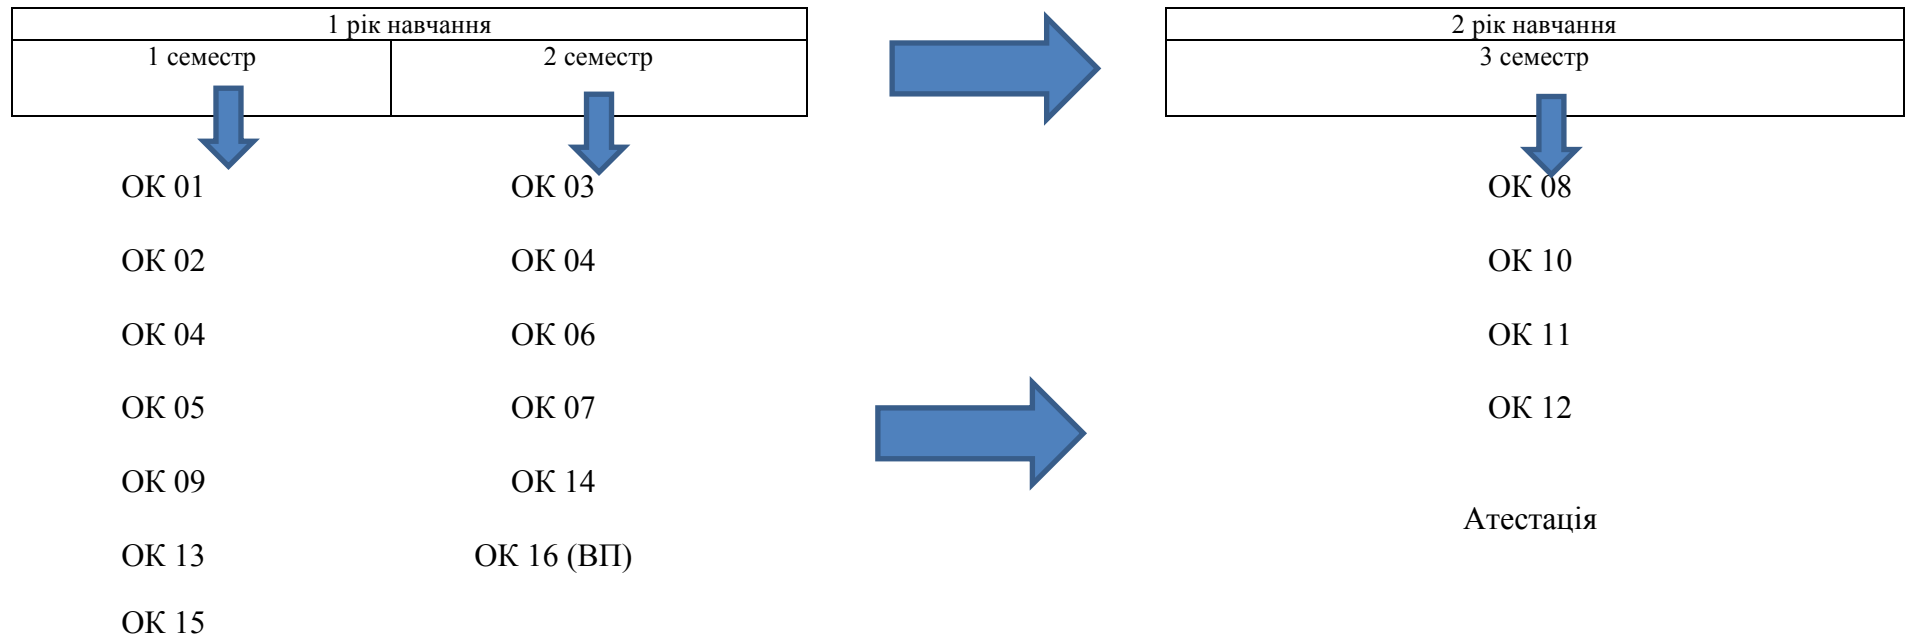 1 рік навчання
1 семестр
2 семестр
2 рік навчання
3 семестр
ОК 01
ОК 03
ОК 08
ОК 02
ОК 04
ОК 10
ОК 04
ОК 06
ОК 11
ОК 05
ОК 07
ОК 12
ОК 09
ОК 14
Атестація
ОК 13
ОК 16 (ВП)
ОК 15